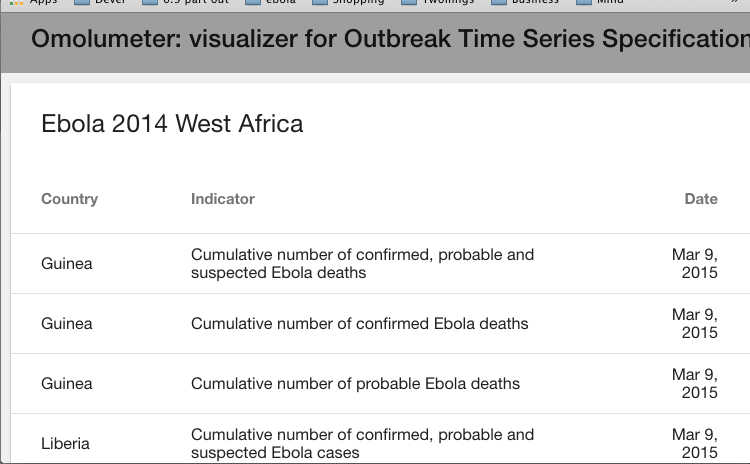 Apps Dever 6.9 part out ebola Shopping Twolings Business Mind »
Omolumeter: visualizer for Outbreak Time Series Specification
Ebola 2014 West Africa
Country Indicator Date
Guinea Cumulative number of confirmed, probable and
suspected Ebola deaths Mar 9,
2015
Guinea Cumulative number of confirmed Ebola deaths Mar 9,
2015
Guinea Cumulative number of probable Ebola deaths Mar 9,
2015
Liberia Cumulative number of confirmed, probable and
suspected Ebola cases Mar 9,
2015